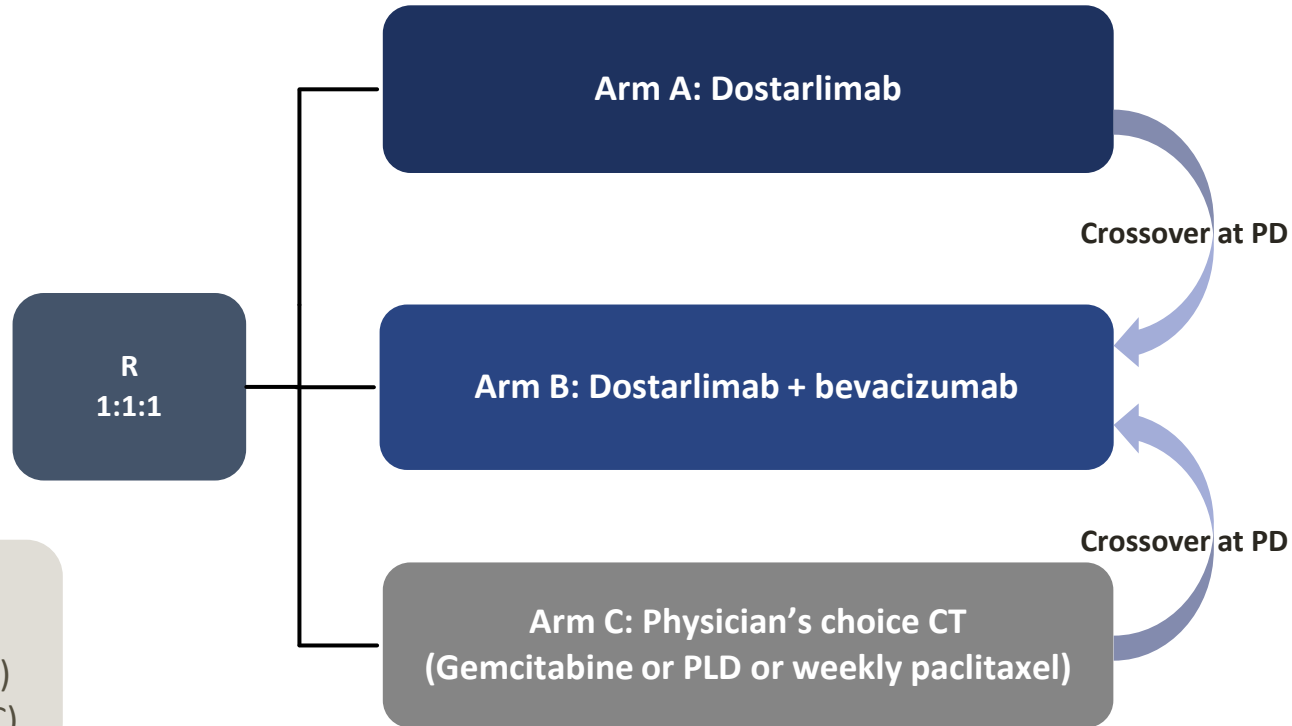 Arm A: Dostarlimab
Crossover at PD
R
1:1:1
Arm B: Dostarlimab + bevacizumab
Crossover at PD
Arm C: Physician's choice CT
(Gemcitabine or PLD or weekly paclitaxel)
)
C)